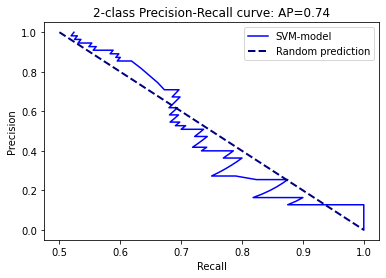 2-class Precision-Recall curve: AP=0.74
SVM-model
Random prediction
Precision
1.0
0.8
0.6
0.4
0.2
0.0
0.5 0.6 0.7 0.8 0.9 1.0
Recall